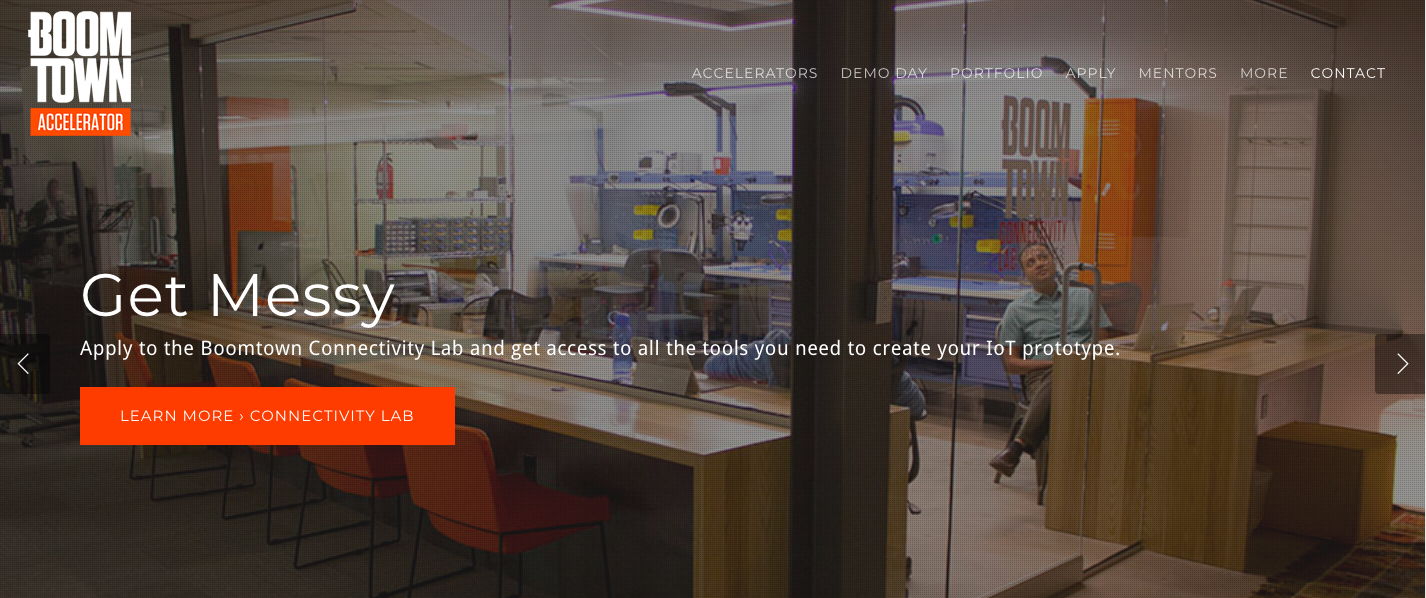 BOOM
TOWN
ACCELERATOR
ACCELERATORS DEMO DAY PORTFOLIO APPLY MENTORS MORE CONTACT
BOOM
TOWN
CONNECTIVITY
LAB
Get Messy
Apply to the Boomtown Connectivity Lab and get access to all the tools you need to create your IoT prototype.
LEARN MORE › CONNECTIVITY LAB